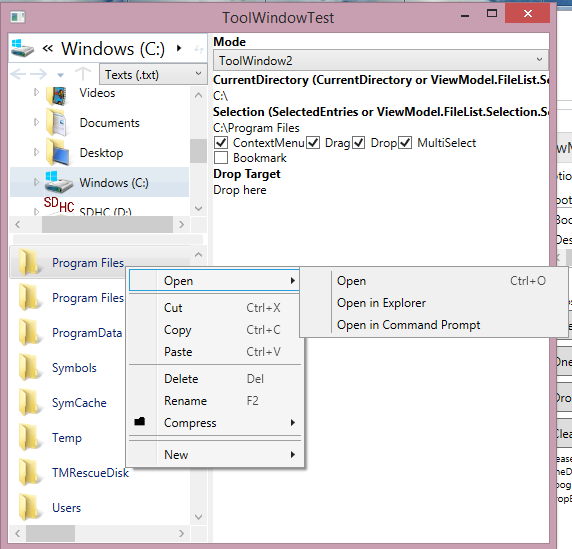 ToolWindowTest
« Windows (C:)
Texts (.txt)
Videos
Documents
Desktop
Windows (C:)
SDHC SDHC (D:)
Mode
ToolWindow2
CurrentDirectory (CurrentDirectory or ViewModel.FileList.Se
C:\
Selection (SelectedEntries or ViewModel.FileList.Selection.Se
C:\Program Files
ContextMenu Drag Drop MultiSelect
Bookmark
Drop Target
Drop here
Program Files
Program Files
ProgramData
Symbols
SymCache
Temp
TMRescueDisk
Users
Open
Cut Ctrl+X
Copy Ctrl+C
Paste Ctrl+V
Delete Del
Rename F2
Compress
New
Open Ctrl+O
Open in Explorer
Open in Command Prompt